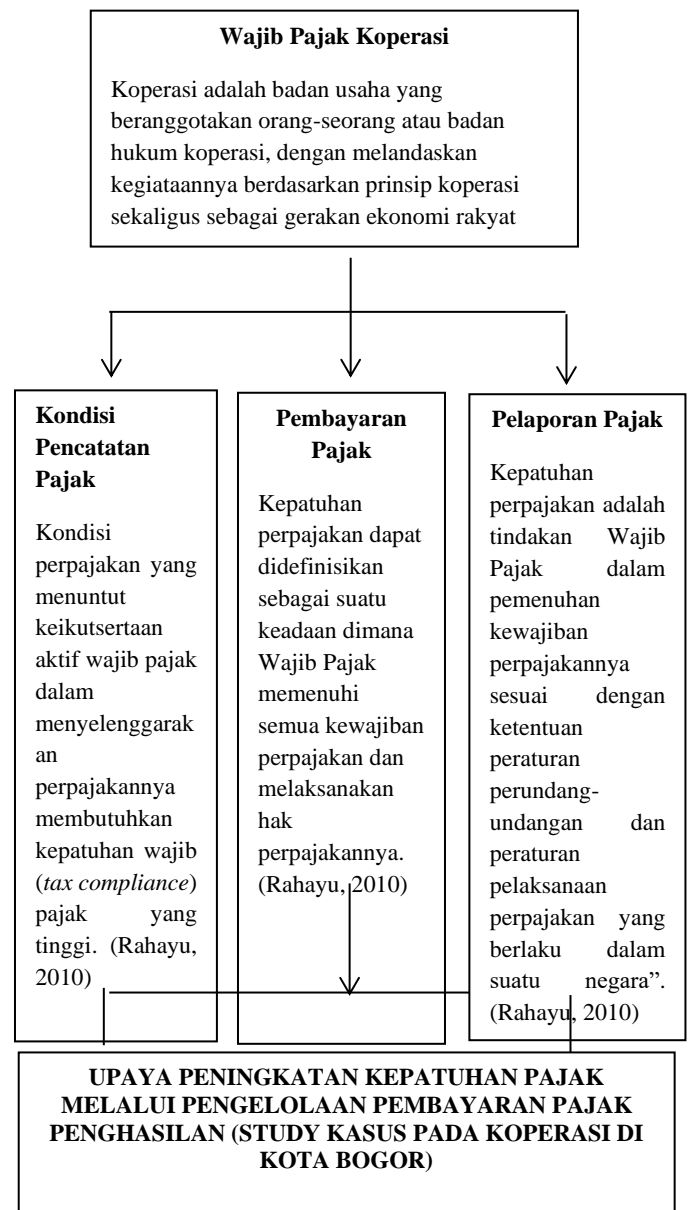 Wajib Pajak Koperasi
Koperasi adalah badan usaha yang
beranggotakan orang-seorang atau badan
hukum koperasi, dengan melandaskan
kegiataannya berdasarkan prinsip koperasi
sekaligus sebagai gerakan ekonomi rakyat
Kondisi
Pencatatan
Pajak
Kondisi
perpajakan yang
menuntut
keikutsertaan
aktif wajib pajak
dalam
menyelenggarak
an
perpajakannya
membutuhkan
kepatuhan wajib
(tax compliance)
pajak yang
tinggi. (Rahayu,
2010)
Pembayaran
Pajak
Kepatuhan
perpajakan dapat
didefinisikan
sebagai suatu
keadaan dimana
Wajib Pajak
memenuhi
semua kewajiban
perpajakan dan
melaksanakan
hak
perpajakannya.
(Rahayu, 2010)
Pelaporan Pajak
Kepatuhan
perpajakan adalah
tindakan Wajib
Pajak dalam
pemenuhan
kewajiban
perpajakannya
sesuai dengan
ketentuan
peraturan
perundang-
undangan dan
peraturan
pelaksanaan
perpajakan yang
berlaku dalam
suatu negara”.
(Rahayu, 2010)
UPAYA PENINGKATAN KEPATUHAN PAJAK
MELALUI PENGELOLAAN PEMBAYARAN PAJAK
PENGHASILAN (STUDY KASUS PADA KOPERASI DI
KOTA BOGOR)